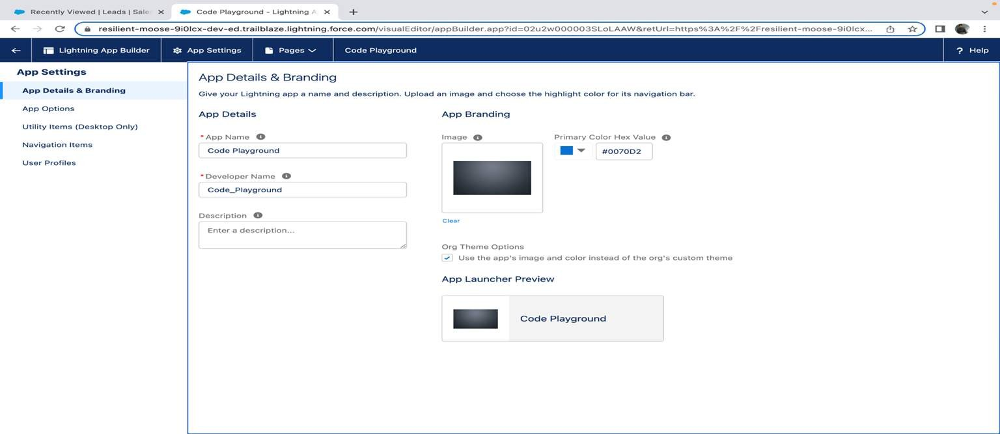 Recently Viewed | Leads | Sale
Code Playground - Lightning A
resilient-moose-9i0lcx-dev-ed.trailblaze.lightning.force.com/visualEditor/appBuilder.app?id=02u2w000003SLoLAAW&retUrl=https%3A%2F%2Fresilient-moose-9i0lcx...
Lightning App Builder
App Settings
Pages
Code Playground
? Help
App Settings
App Details & Branding
App Options
Utility Items (Desktop Only)
Navigation Items
User Profiles
App Details & Branding
Give your Lightning app a name and description. Upload an image and choose the highlight color for its navigation bar.
App Details
* App Name
Code Playground
* Developer Name
Code_Playground
Description
Enter a description...
App Branding
Image
Primary Color Hex Value
#0070D2
Clear
Org Theme Options
Use the app's image and color instead of the org's custom theme
App Launcher Preview
Code Playground